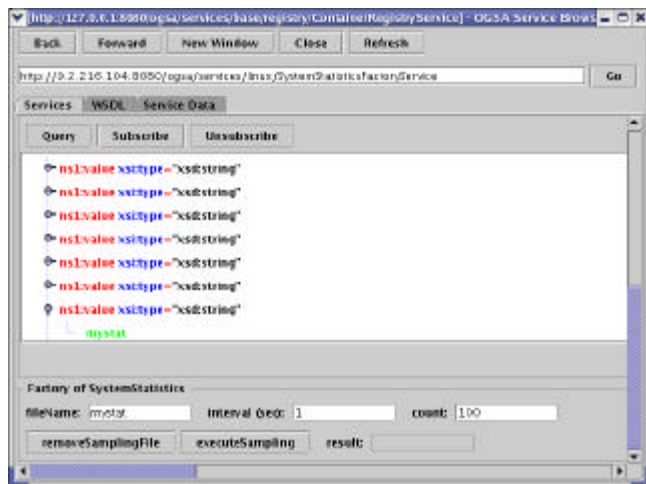 [http://127.0.0.1:8080/ogsa/services/base/registry/ContainerRegistryService] - OGSA Service Brows
Back Forward New Window Close Refresh
http://9.2.216.104:8080/ogsa/services/linux/SystemStatisticsFactoryService Go
Services WSDL Service Data
Query Subscribe Unsubscribe
ns1:value xsi:type="xsd:string"
ns1:value xsi:type="xsd:string"
ns1:value xsi:type="xsd:string"
ns1:value xsi:type="xsd:string"
ns1:value xsi:type="xsd:string"
ns1:value xsi:type="xsd:string"
ns1:value xsi:type="xsd:string"
mystat
Factory of SystemStatistics
fileName: mystat interval (sec): 1 count: 100
removeSamplingFile executeSampling result: